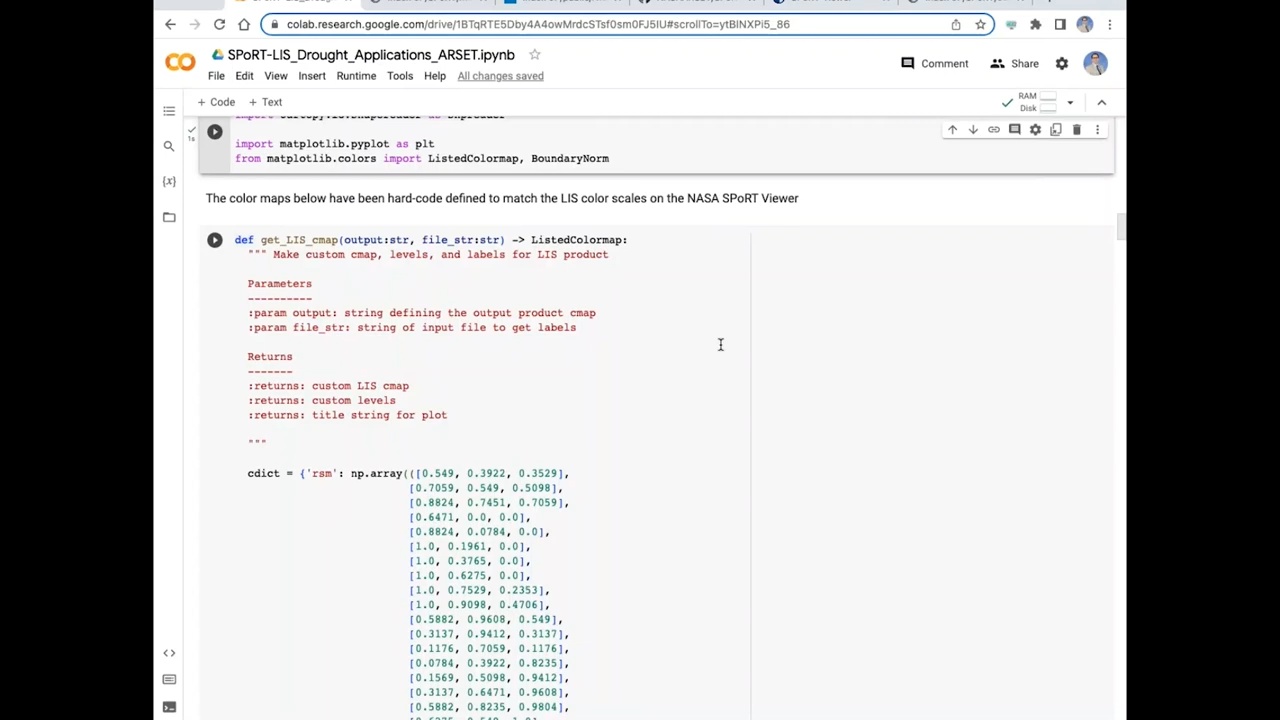 colab.research.google.com/drive/1BTqRTE5Dby4A4owMrdcSTsf0sm0FJ5IU#scrollTo=ytBlNXPi5_86
SPoRT-LIS_Drought_Applications_ARSET.ipynb
Comment
Share
File Edit View Insert Runtime Tools Help All changes saved
+ Code + Text
RAM
Disk
1s
import matplotlib.pyplot as plt
from matplotlib.colors import ListedColormap, BoundaryNorm
The color maps below have been hard-code defined to match the LIS color scales on the NASA SPoRT Viewer
def get_LIS_cmap(output:str, file_str:str) -> ListedColormap:
""" Make custom cmap, levels, and labels for LIS product
Parameters
----------
:param output: string defining the output product cmap
:param file_str: string of input file to get labels
Returns
-------
:returns: custom LIS cmap
:returns: custom levels
:returns: title string for plot
"""
cdict = {'rsm': np.array(([0.549, 0.3922, 0.3529],
[0.7059, 0.549, 0.5098],
[0.8824, 0.7451, 0.7059],
[0.6471, 0.0, 0.0],
[0.8824, 0.0784, 0.0],
[1.0, 0.1961, 0.0],
[1.0, 0.3765, 0.0],
[1.0, 0.6275, 0.0],
[1.0, 0.7529, 0.2353],
[1.0, 0.9098, 0.4706],
[0.5882, 0.9608, 0.549],
[0.3137, 0.9412, 0.3137],
[0.1176, 0.7059, 0.1176],
[0.0784, 0.3922, 0.8235],
[0.1569, 0.5098, 0.9412],
[0.3137, 0.6471, 0.9608],
[0.5882, 0.8235, 0.9804],